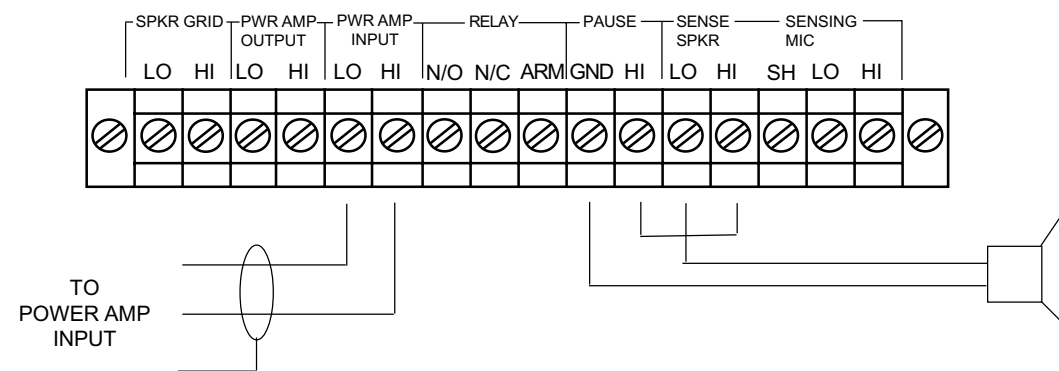 SPKR GRID PWR AMP PWR AMP RELAY PAUSE SENSE SENSING
OUTPUT INPUT SPKR MIC
LO HI LO HI LO HI N/O N/C ARM GND HI LO HI SH LO HI
TO
POWER AMP
INPUT